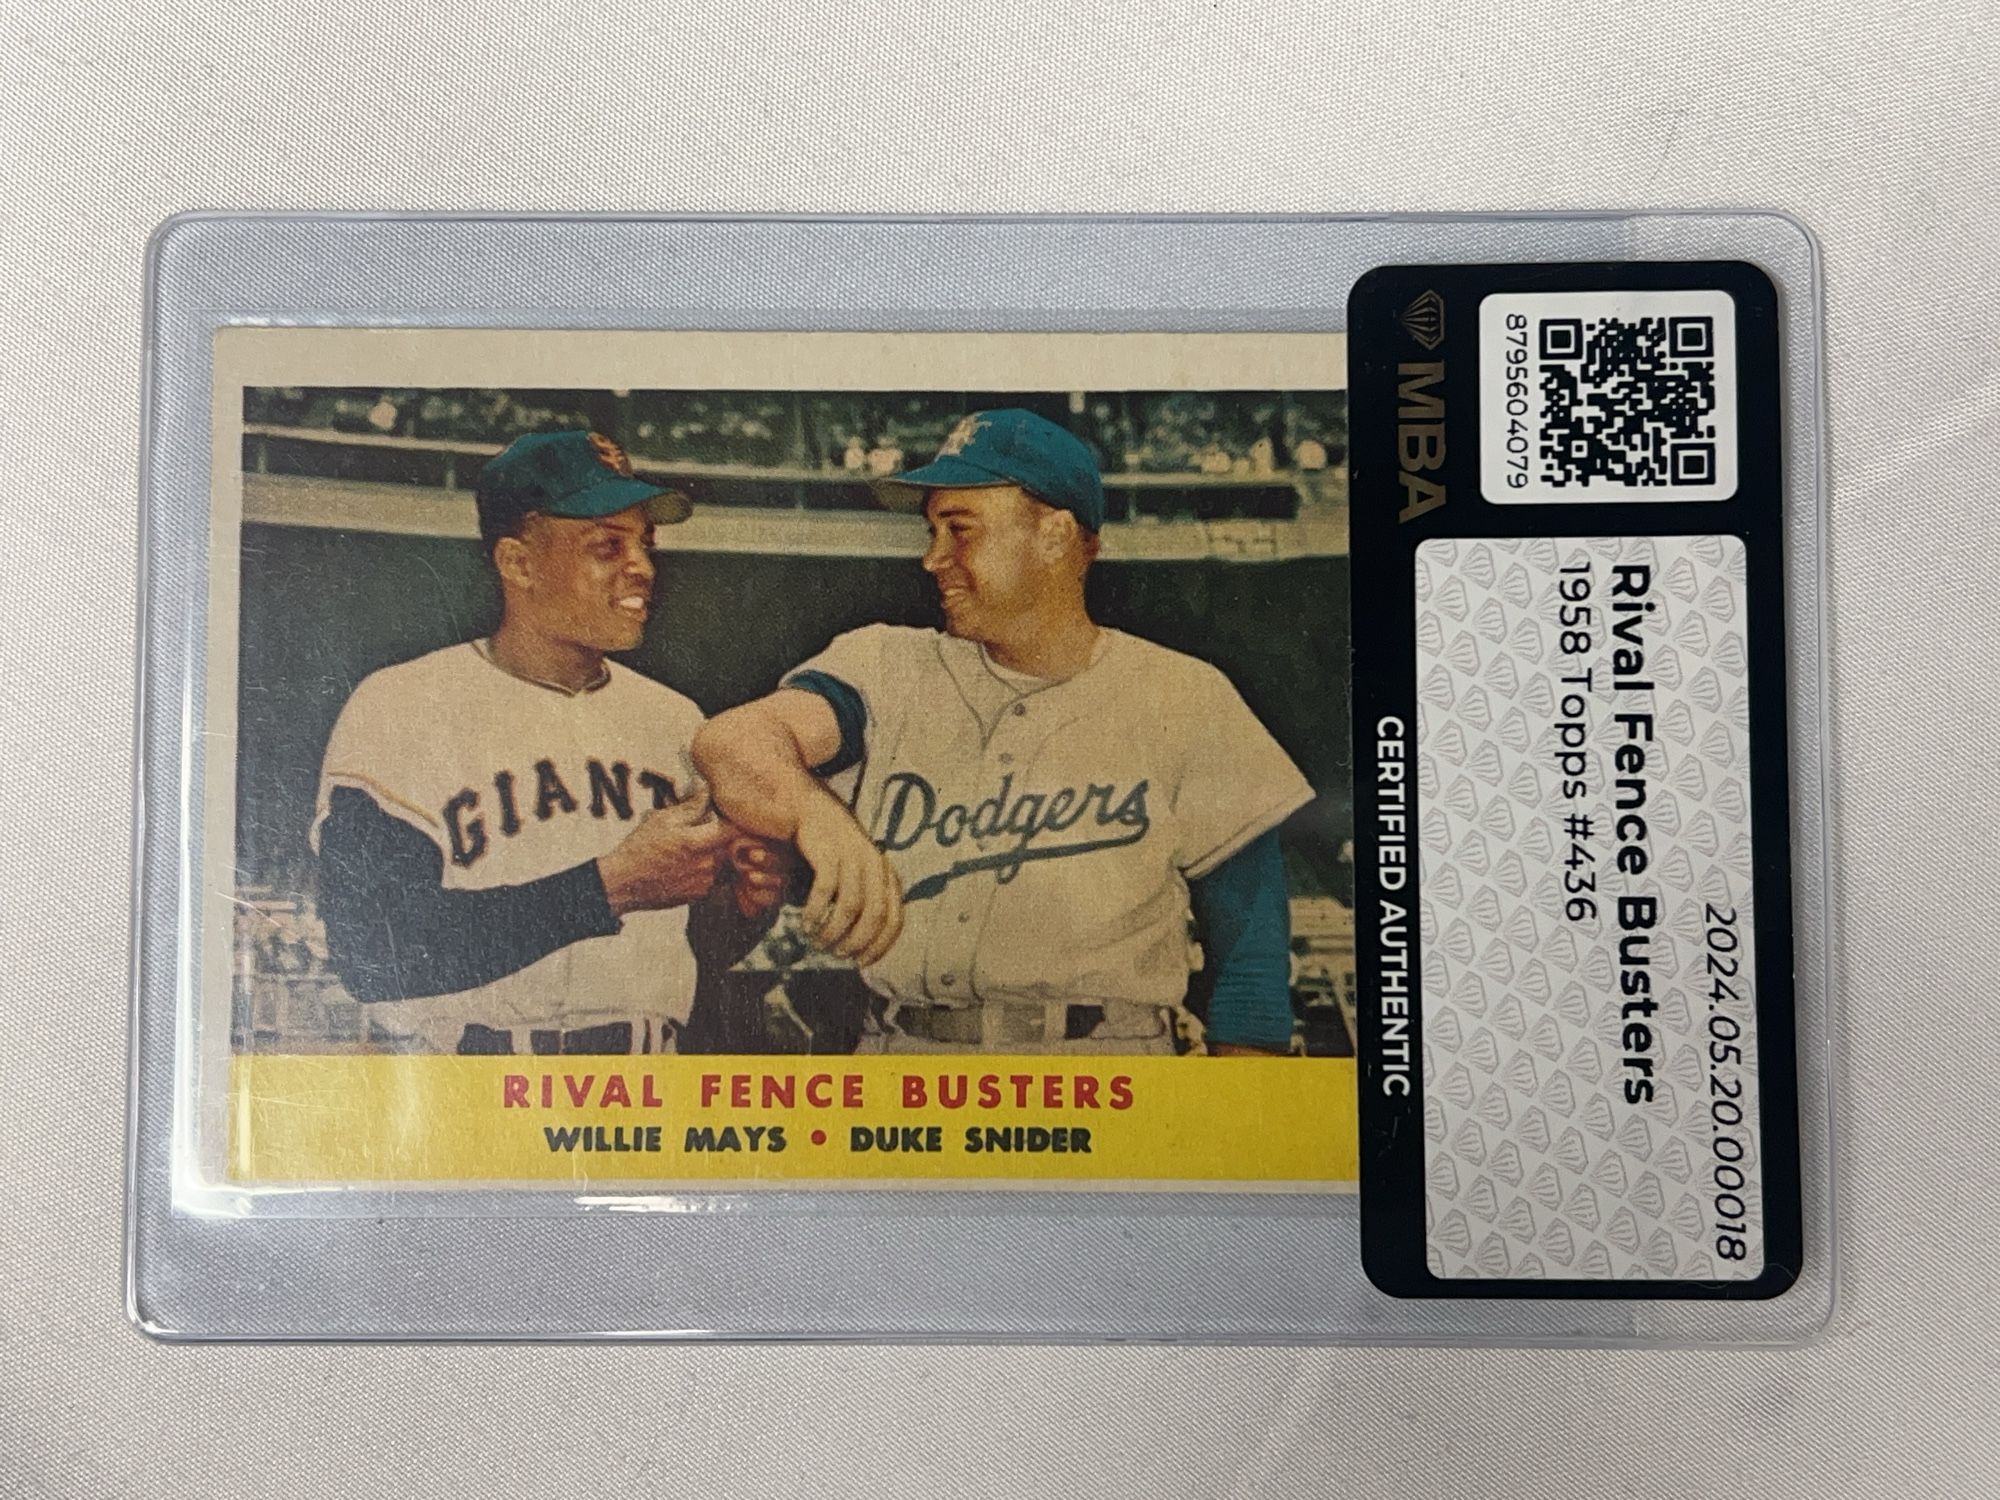 GIANT
Dodgers
RIVAL FENCE BUSTERS
WILLIE MAYS • DUKE SNIDER
MBA
CERTIFIED AUTHENTIC
8795604079
2024.05.20.00018
Rival Fence Busters
1958 Topps #436